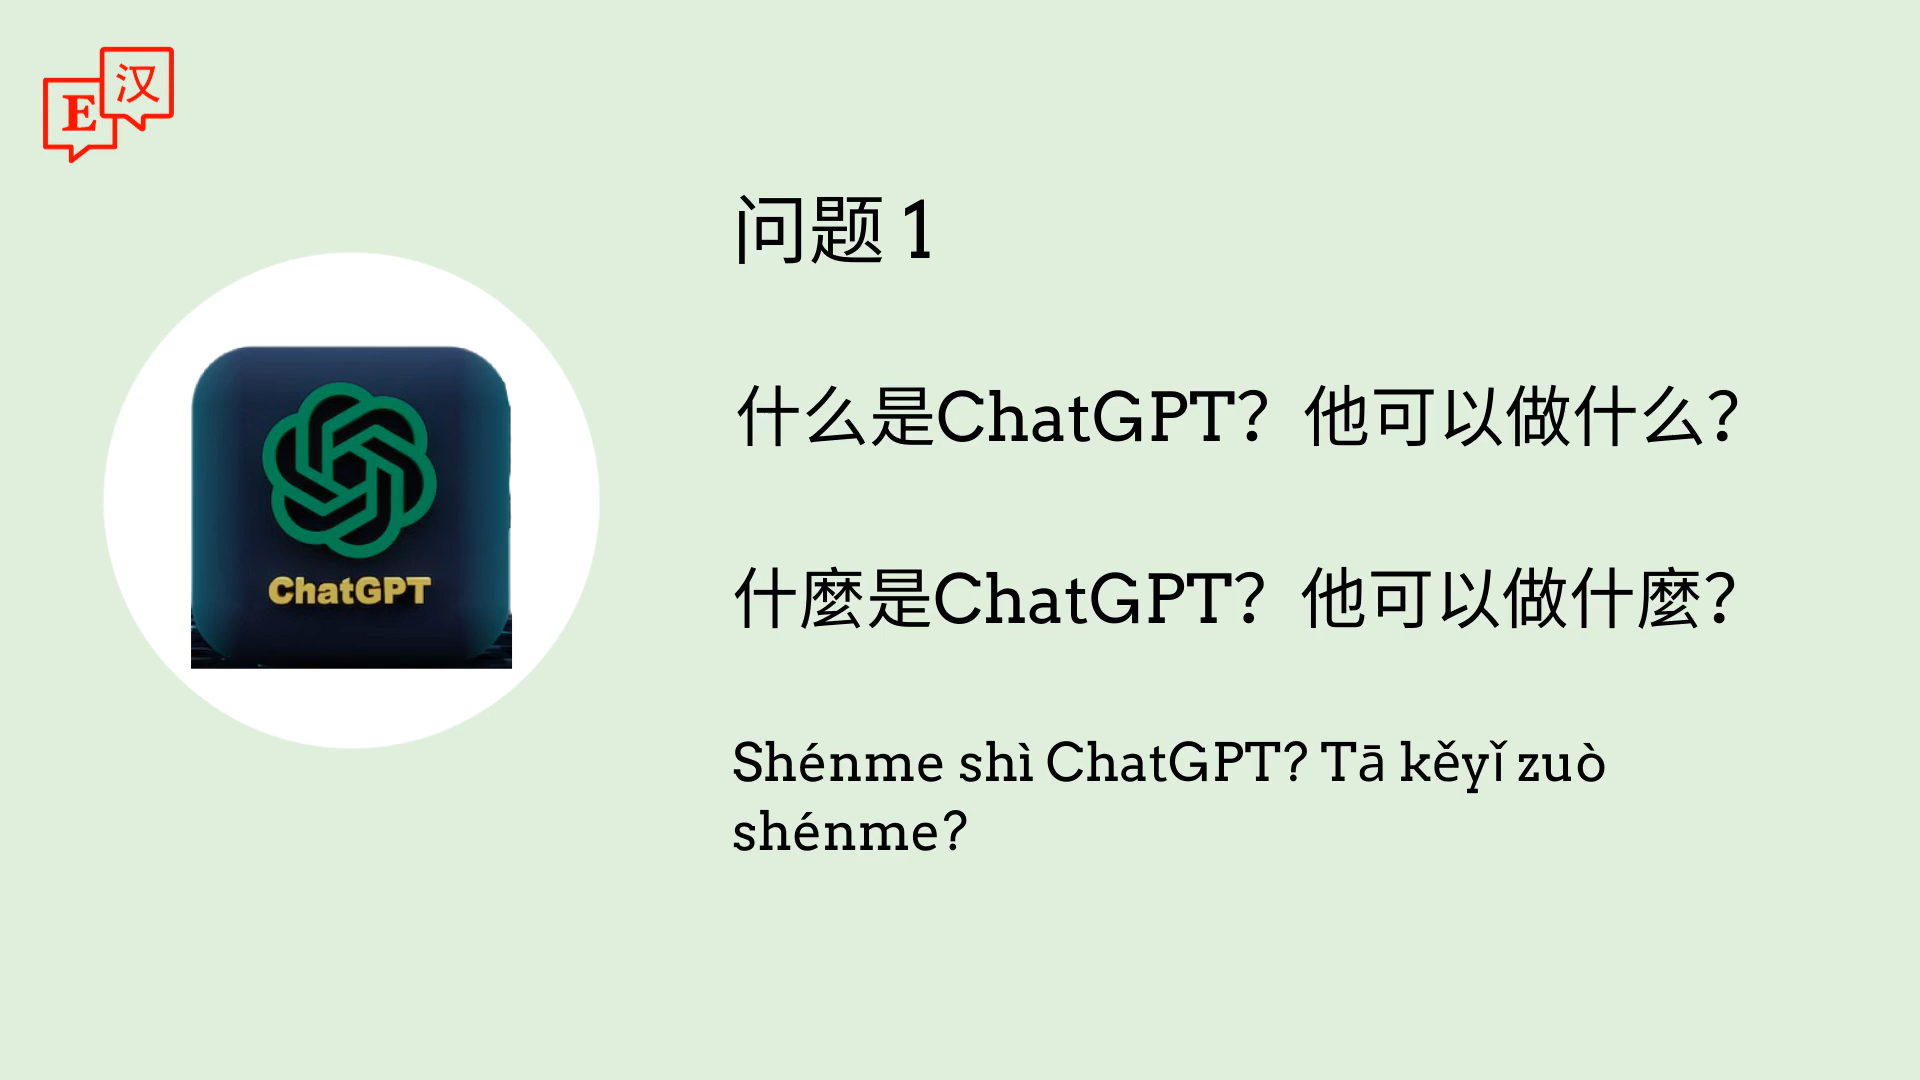 E
汉
问题 1
什么是ChatGPT？他可以做什么？
ChatGPT
什麼是ChatGPT？他可以做什麼？
Shénme shì ChatGPT? Tā kěyǐ zuò
shénme?